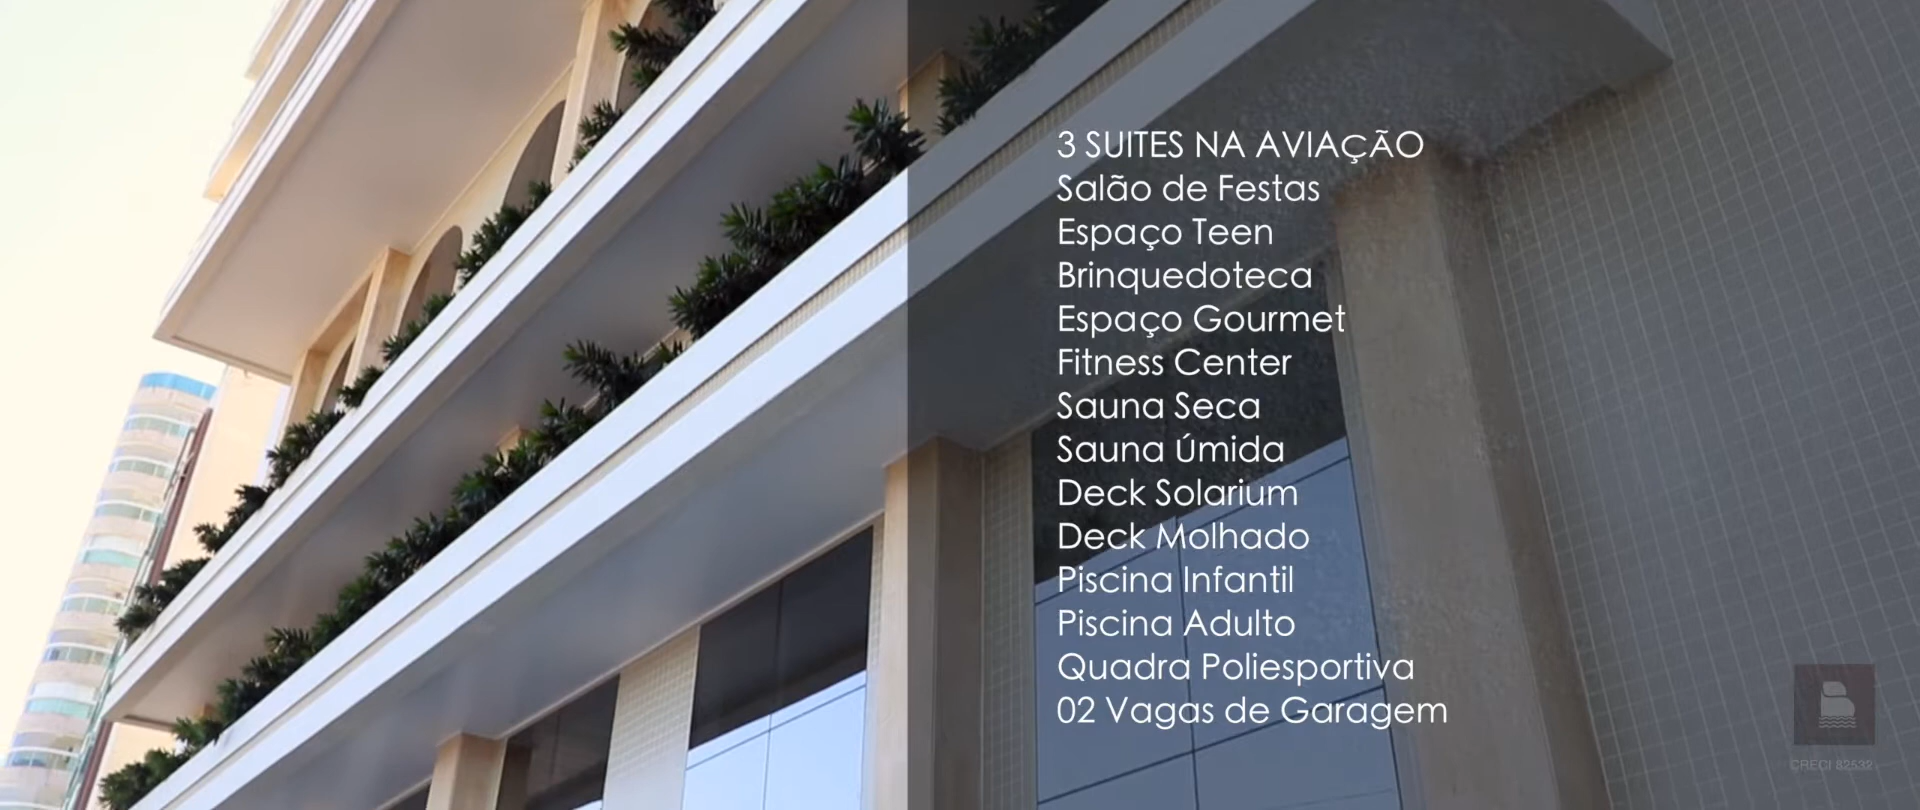 3 SUITES NA AVIAÇÃO
Salão de Festas
Espaço Teen
Brinquedoteca
Espaço Gourmet
Fitness Center
Sauna Seca
Sauna Úmida
Deck Solarium
Deck Molhado
Piscina Infantil
Piscina Adulto
Quadra Poliesportiva
02 Vagas de Garagem
CRECI 82532